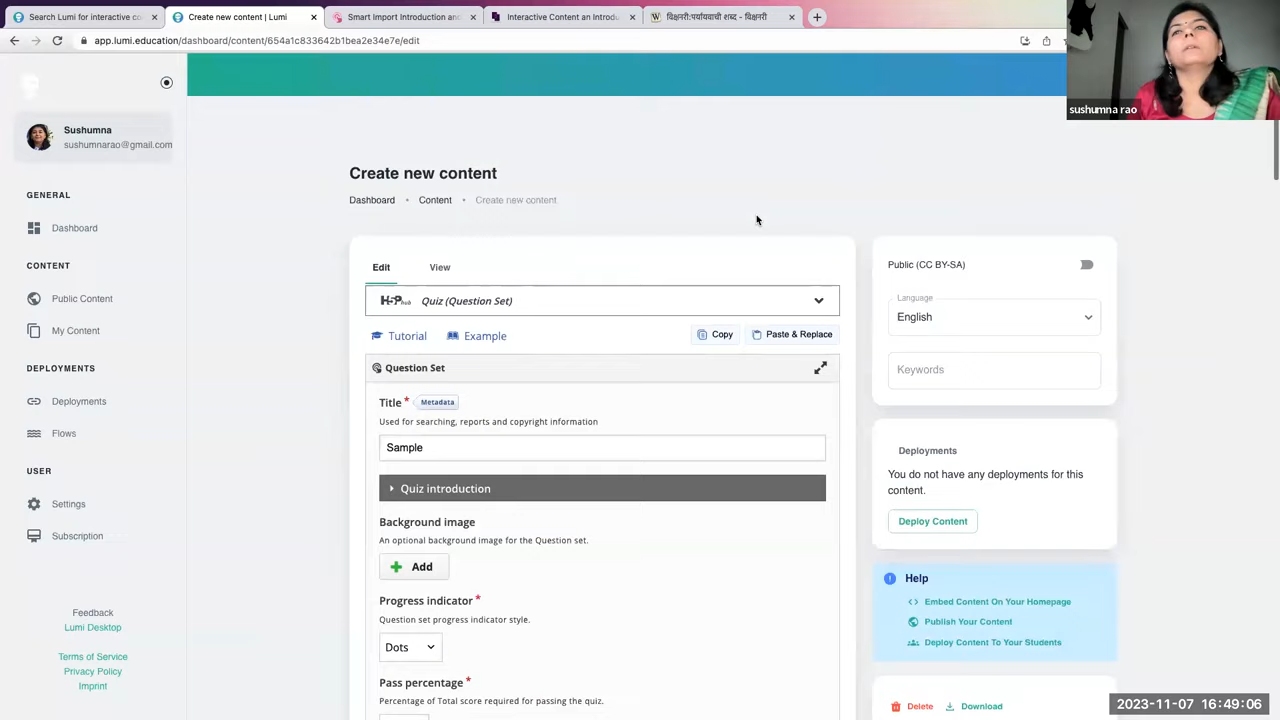 Search Lumi for interactive co
Create new content | Lumi
Smart Import Introduction and
Interactive Content an Introdu
विक्षनरी:पर्यायवाची शब्द - विक्षनरी
app.lumi.education/dashboard/content/654a1c833642b1bea2e34e7e/edit
sushumna rao
Sushumna
sushumnarao@gmail.com
GENERAL
Dashboard
CONTENT
Public Content
My Content
DEPLOYMENTS
Deployments
Flows
USER
Settings
Subscription
Feedback
Lumi Desktop
Terms of Service
Privacy Policy
Imprint
Create new content
Dashboard • Content • Create new content
Edit View
H5P hub Quiz (Question Set)
Tutorial Example Copy Paste & Replace
Question Set
Title * Metadata
Used for searching, reports and copyright information
Sample
Quiz introduction
Background image
An optional background image for the Question set.
Add
Progress indicator *
Question set progress indicator style.
Dots
Pass percentage *
Percentage of Total score required for passing the quiz.
Public (CC BY-SA)
Language
English
Keywords
Deployments
You do not have any deployments for this
content.
Deploy Content
Help
Embed Content On Your Homepage
Publish Your Content
Deploy Content To Your Students
Delete Download
2023-11-07 16:49:06